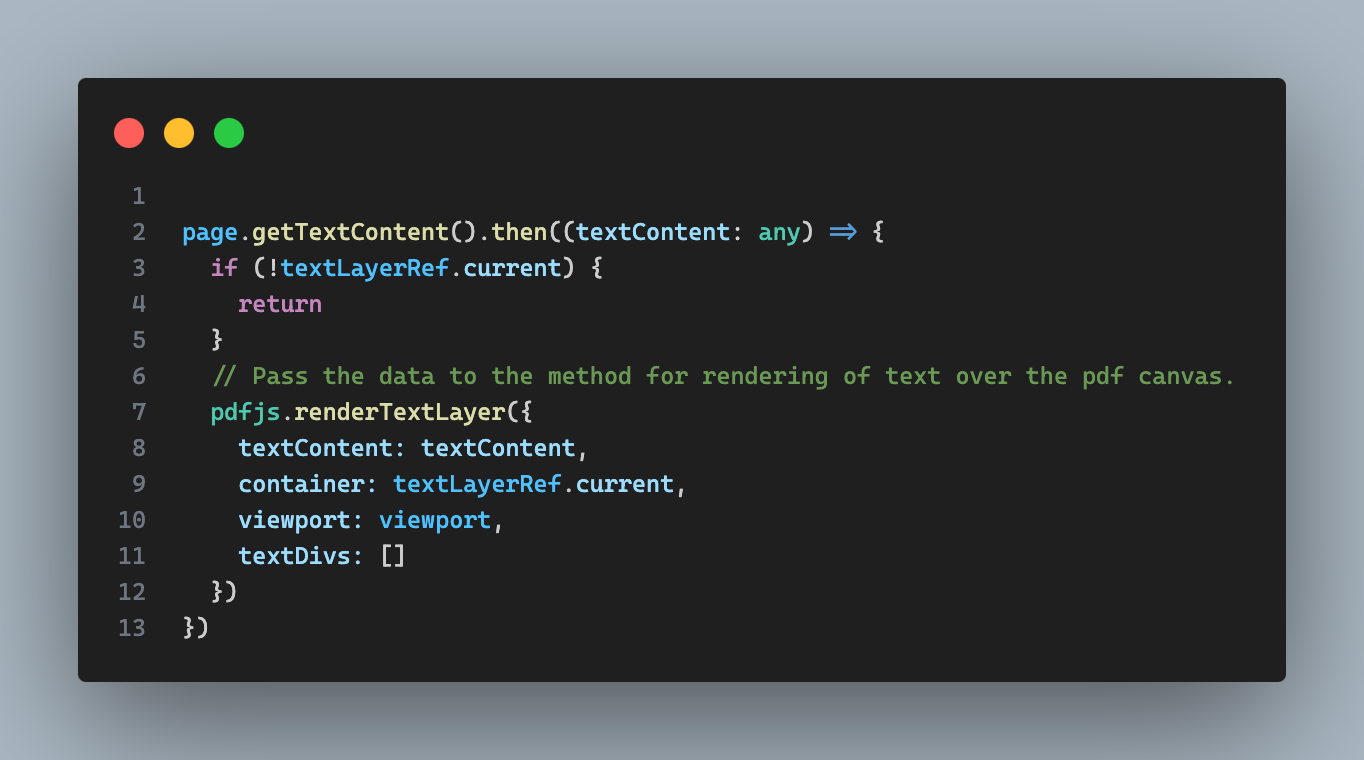 1
2 page.getTextContent().then((textContent: any) => {
3 if (!textLayerRef.current) {
4 return
5 }
6 // Pass the data to the method for rendering of text over the pdf canvas.
7 pdfjs.renderTextLayer({
8 textContent: textContent,
9 container: textLayerRef.current,
10 viewport: viewport,
11 textDivs: []
12 })
13 })